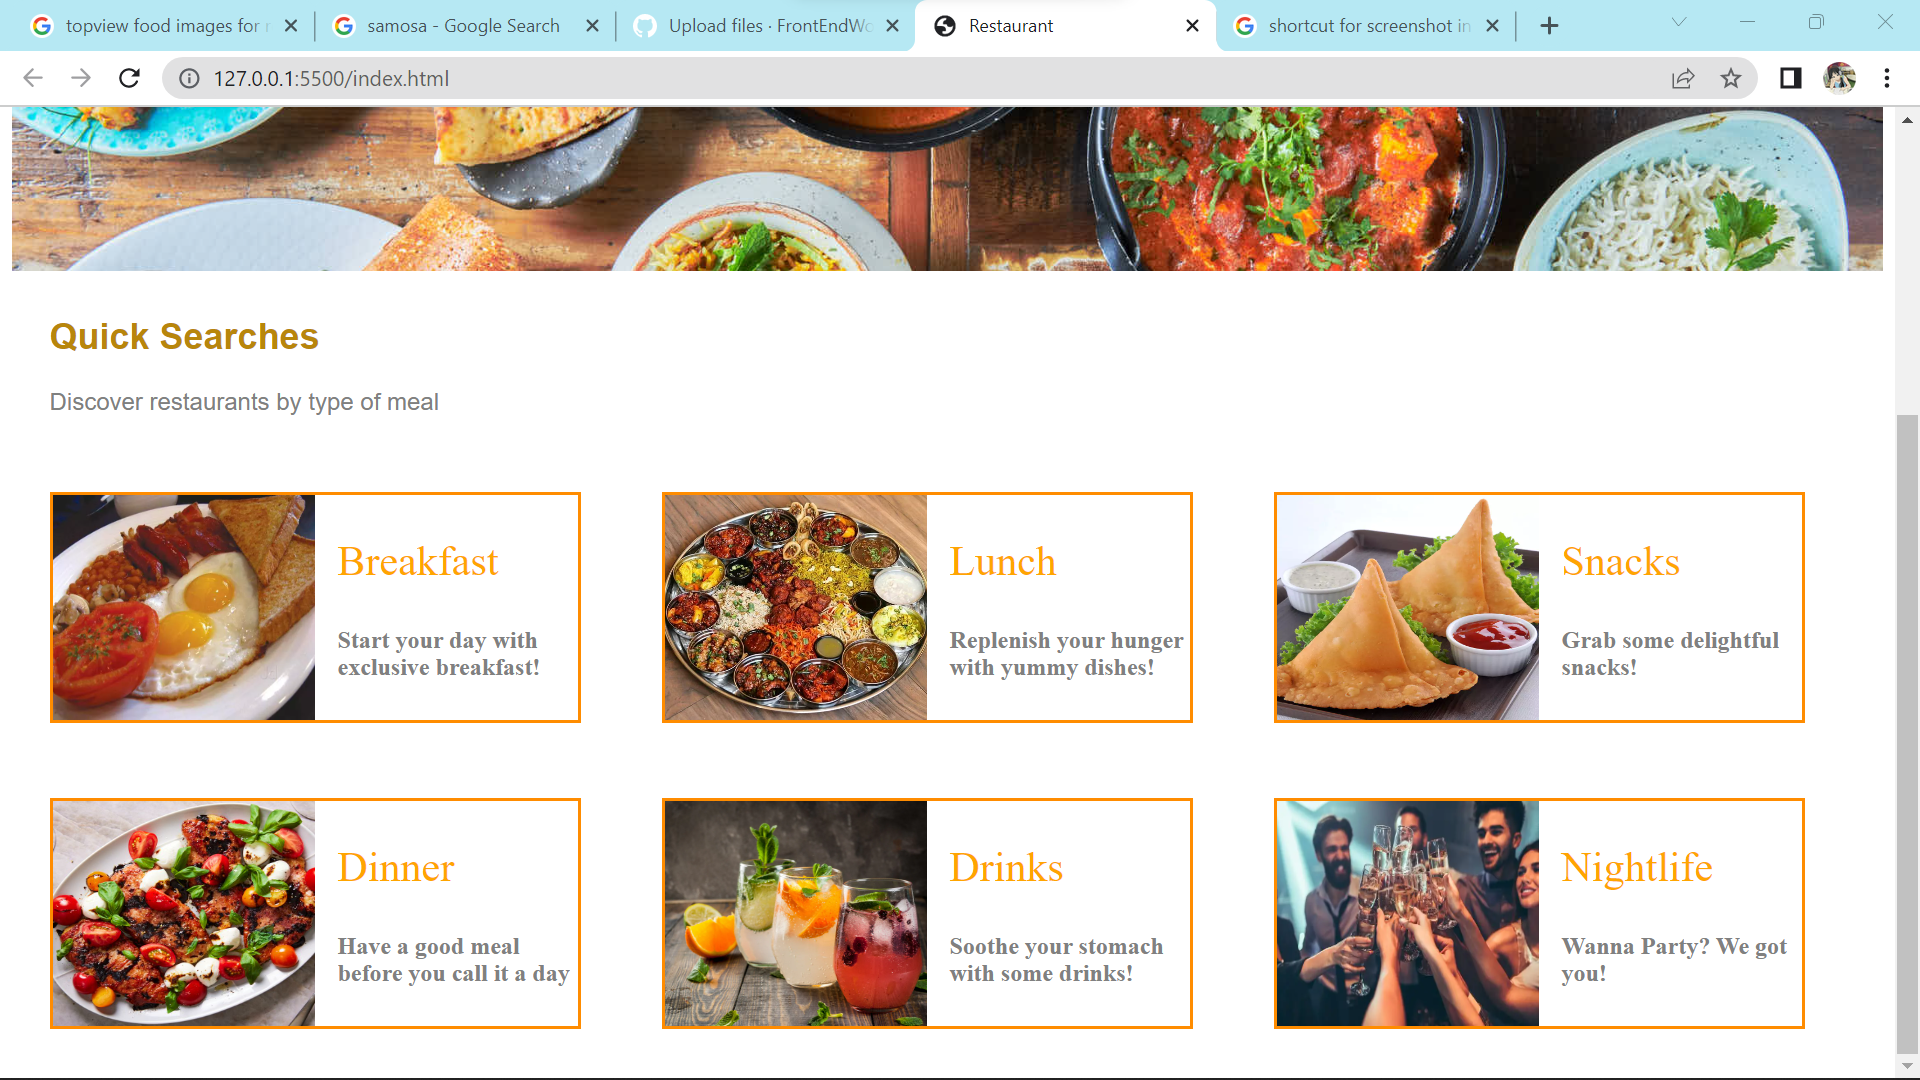 topview food images for r
samosa - Google Search
Upload files · FrontEndWo
Restaurant
shortcut for screenshot in
127.0.0.1:5500/index.html
Quick Searches
Discover restaurants by type of meal
Breakfast
Start your day with
exclusive breakfast!
Lunch
Replenish your hunger
with yummy dishes!
Snacks
Grab some delightful
snacks!
Dinner
Have a good meal
before you call it a day
Drinks
Soothe your stomach
with some drinks!
Nightlife
Wanna Party? We got
you!